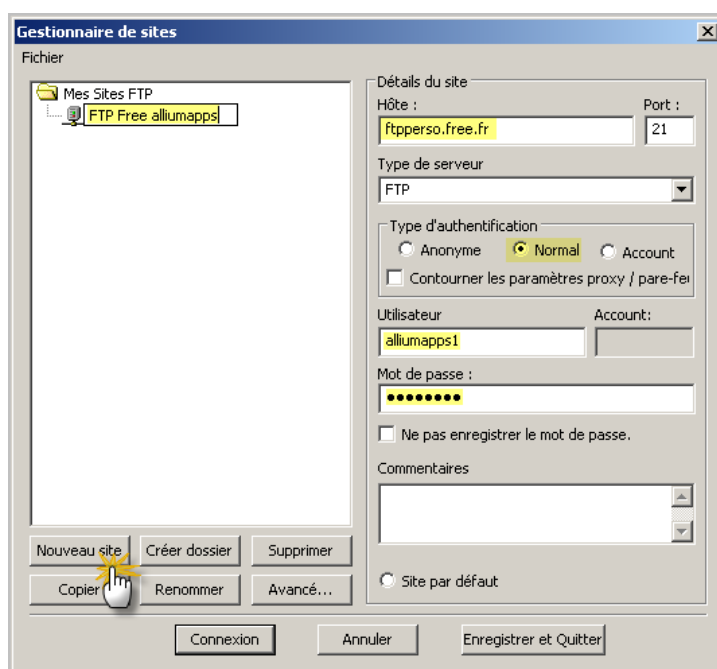 Gestionnaire de sites
Fichier
Mes Sites FTP
FTP Free alliumapps
Détails du site
Hôte : Port :
ftpperso.free.fr 21
Type de serveur
FTP
Type d'authentification
Anonyme Normal Account
Contourner les paramètres proxy / pare-feu
Utilisateur Account:
alliumapps1
Mot de passe :
●●●●●●●●
Ne pas enregistrer le mot de passe.
Commentaires
Nouveau site Créer dossier Supprimer
Copier Renommer Avancé...
Site par défaut
Connexion Annuler Enregistrer et Quitter